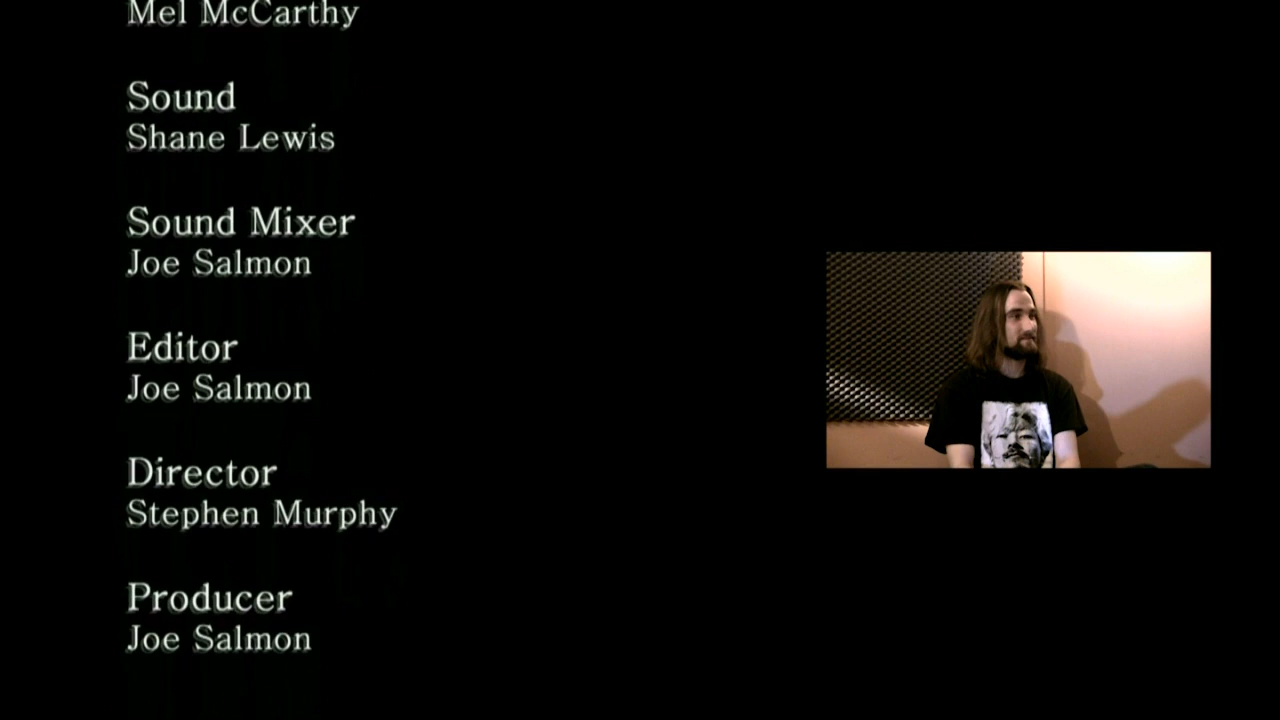 Mel McCarthy
Sound
Shane Lewis
Sound Mixer
Joe Salmon
Editor
Joe Salmon
Director
Stephen Murphy
Producer
Joe Salmon